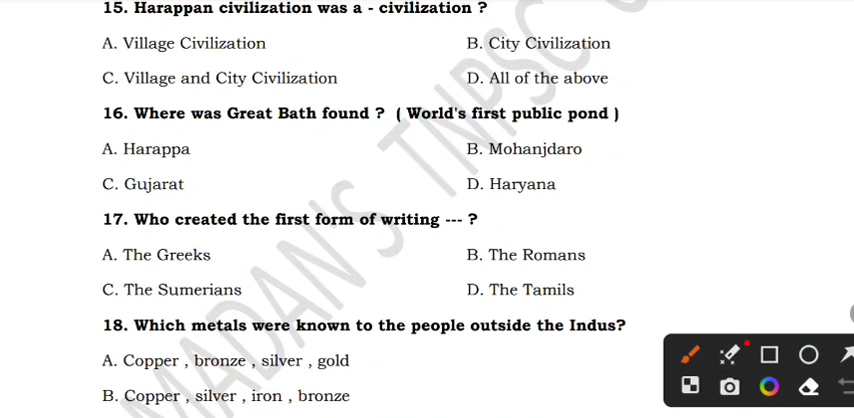 15. Harappan civilization was a - civilization ?
A. Village Civilization B. City Civilization
C. Village and City Civilization D. All of the above
16. Where was Great Bath found ? ( World's first public pond )
A. Harappa B. Mohanjdaro
C. Gujarat D. Haryana
17. Who created the first form of writing --- ?
A. The Greeks B. The Romans
C. The Sumerians D. The Tamils
18. Which metals were known to the people outside the Indus?
A. Copper , bronze , silver , gold
B. Copper , silver , iron , bronze
MADAN'S TNPSC